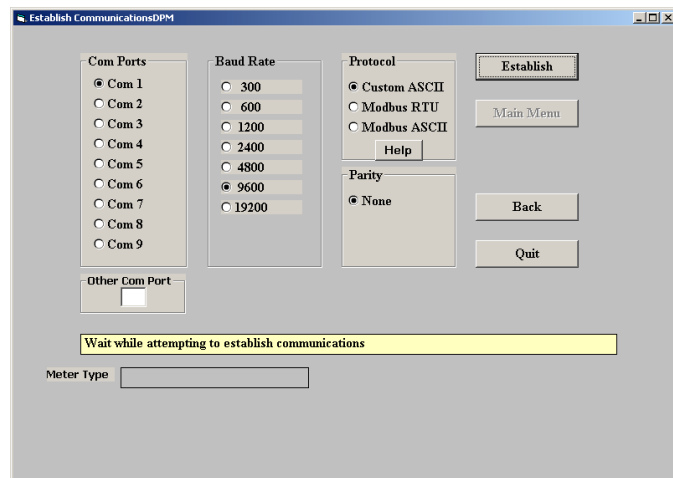 Establish CommunicationsDPM
Com Ports
Com 1
Com 2
Com 3
Com 4
Com 5
Com 6
Com 7
Com 8
Com 9
Other Com Port
Baud Rate
300
600
1200
2400
4800
9600
19200
Protocol
Custom ASCII
Modbus RTU
Modbus ASCII
Help
Parity
None
Establish
Main Menu
Back
Quit
Wait while attempting to establish communications
Meter Type